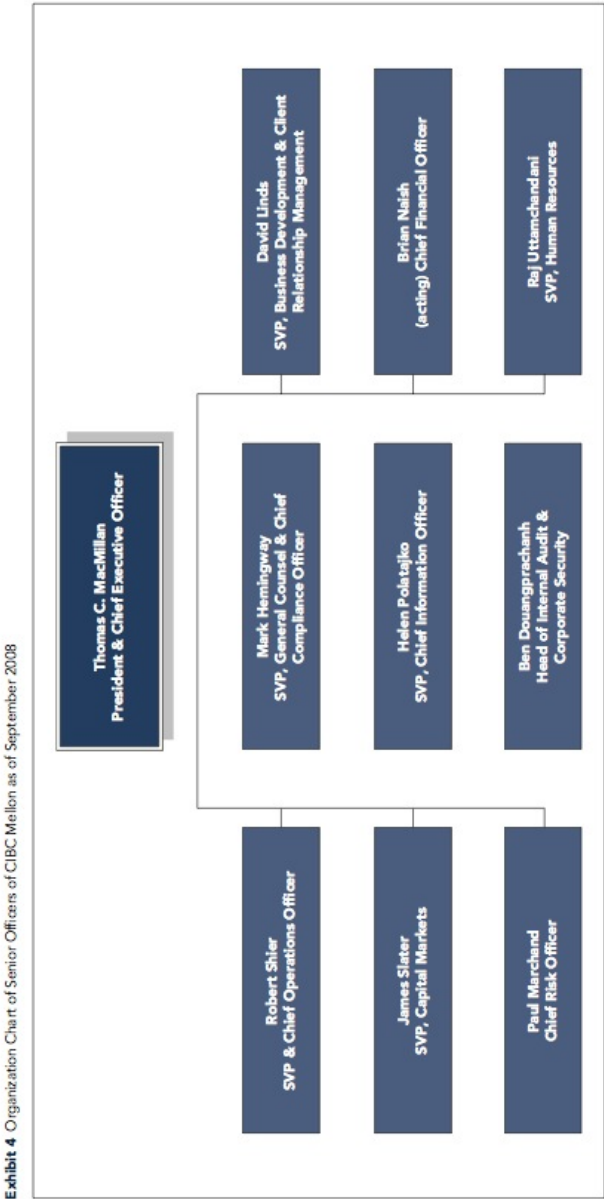 Exhibit 4 Organization Chart of Senior Officers of CIBC Mellon as of September 2008
Thomas C. MacMillan
President & Chief Executive Officer
Robert Shier
SVP & Chief Operations Officer
Mark Hemingway
SVP, General Counsel & Chief
Compliance Officer
David Linds
SVP, Business Development & Client
Relationship Management
James Slater
SVP, Capital Markets
Helen Polatajko
SVP, Chief Information Officer
Brian Naish
(acting) Chief Financial Officer
Paul Marchand
Chief Risk Officer
Ben Douangprachanh
Head of Internal Audit &
Corporate Security
Raj Uttamchandani
SVP, Human Resources